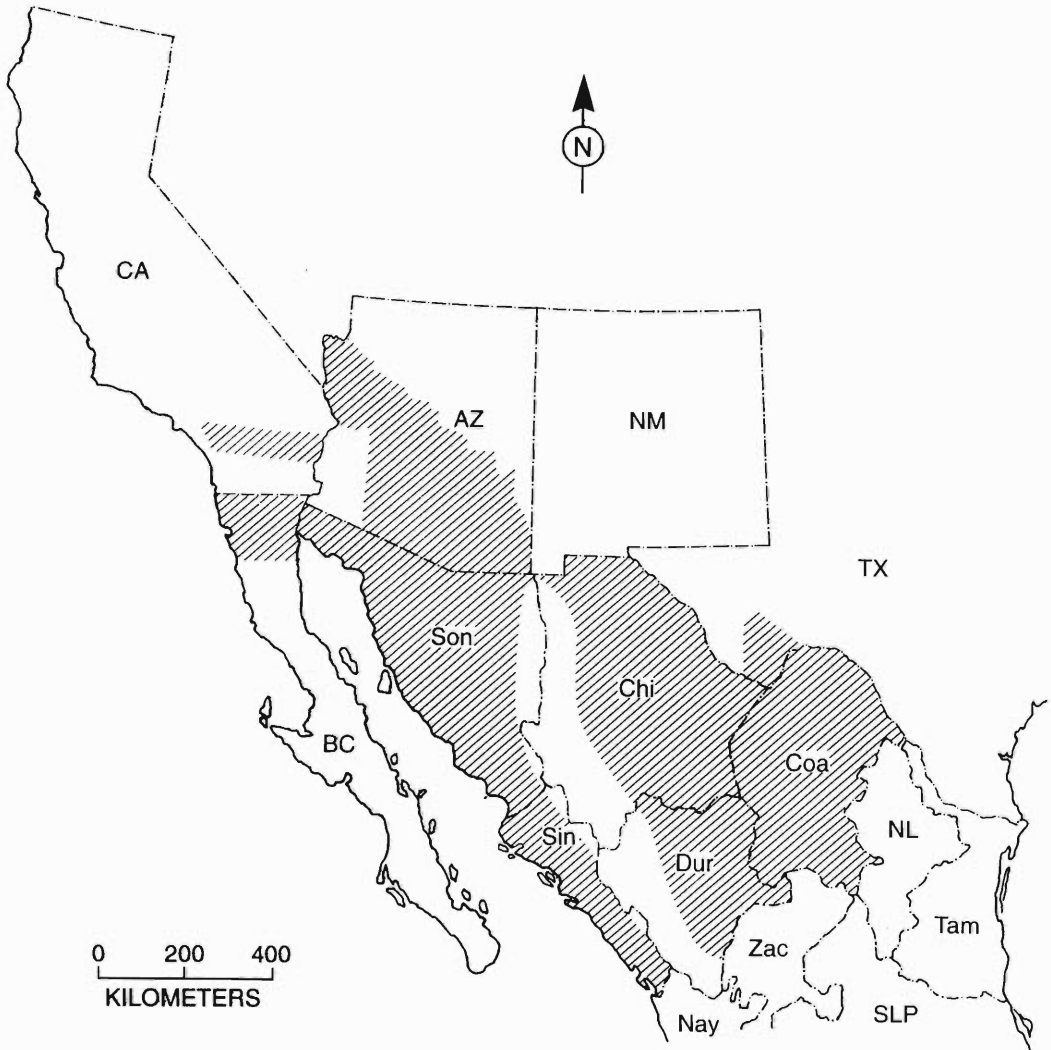 N
CA
AZ
NM
TX
Son
Chi
BC
Coa
NL
Sin
Dur
Tam
Zac
0 200 400
KILOMETERS
Nay
SLP